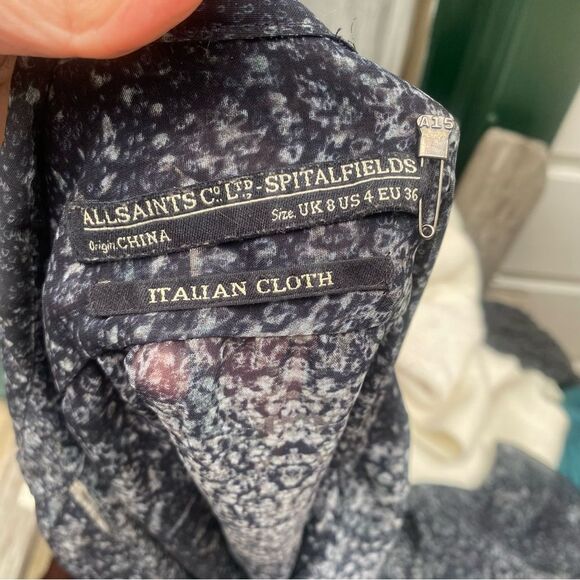 A15
ALLSAINTS Cº. LTD - SPITALFIELDS
Origin. CHINA Size. UK 8 US 4 EU 36
ITALIAN CLOTH